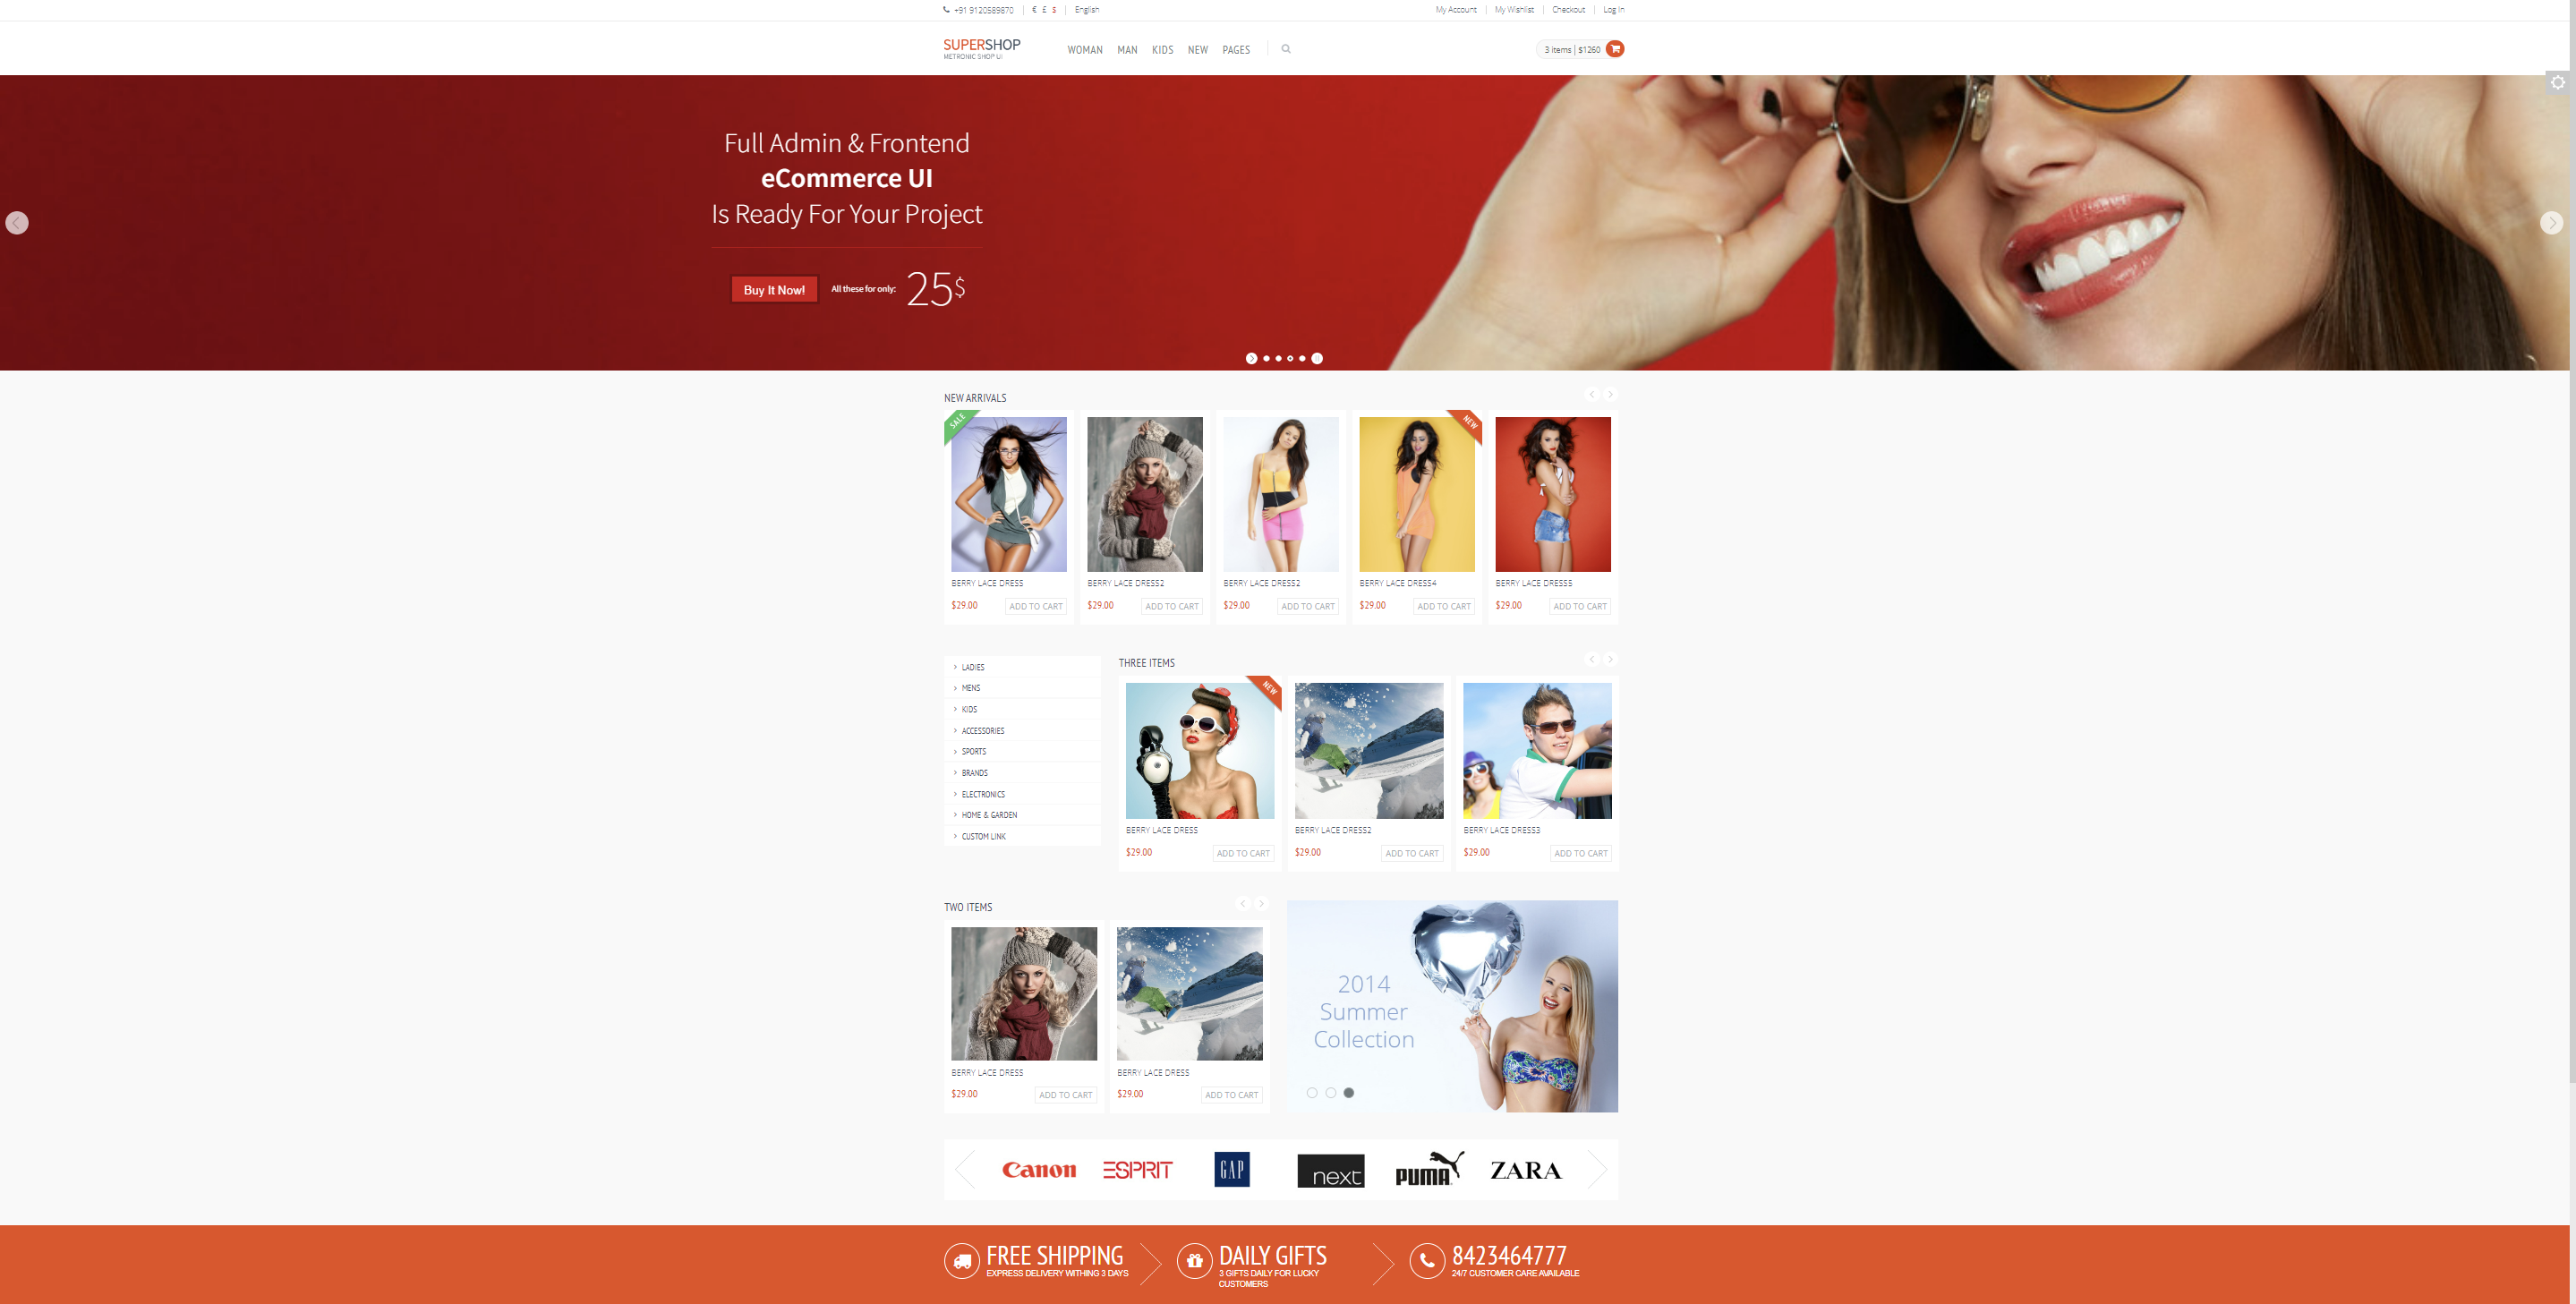 +91 9120589870 € £ $ English My Account My Wishlist Checkout Log In
SUPERSHOP
METRONIC SHOP UI
WOMAN MAN KIDS NEW PAGES
3 items $1260
Full Admin & Frontend
eCommerce UI
Is Ready For Your Project
Buy It Now! All these for only: 25$
NEW ARRIVALS
SALE NEW
BERRY LACE DRESS BERRY LACE DRESS2 BERRY LACE DRESS2 BERRY LACE DRESS4 BERRY LACE DRESS5
$29.00 ADD TO CART $29.00 ADD TO CART $29.00 ADD TO CART $29.00 ADD TO CART $29.00 ADD TO CART
LADIES
MENS
KIDS
ACCESSORIES
SPORTS
BRANDS
ELECTRONICS
HOME & GARDEN
CUSTOM LINK
THREE ITEMS
NEW
BERRY LACE DRESS BERRY LACE DRESS2 BERRY LACE DRESS3
$29.00 ADD TO CART $29.00 ADD TO CART $29.00 ADD TO CART
TWO ITEMS
BERRY LACE DRESS BERRY LACE DRESS
$29.00 ADD TO CART $29.00 ADD TO CART
2014
Summer
Collection
Canon ESPRIT GAP next PUMA ZARA
FREE SHIPPING
EXPRESS DELIVERY WITHING 3 DAYS
DAILY GIFTS
3 GIFTS DAILY FOR LUCKY
CUSTOMERS
8423464777
24/7 CUSTOMER CARE AVAILABLE